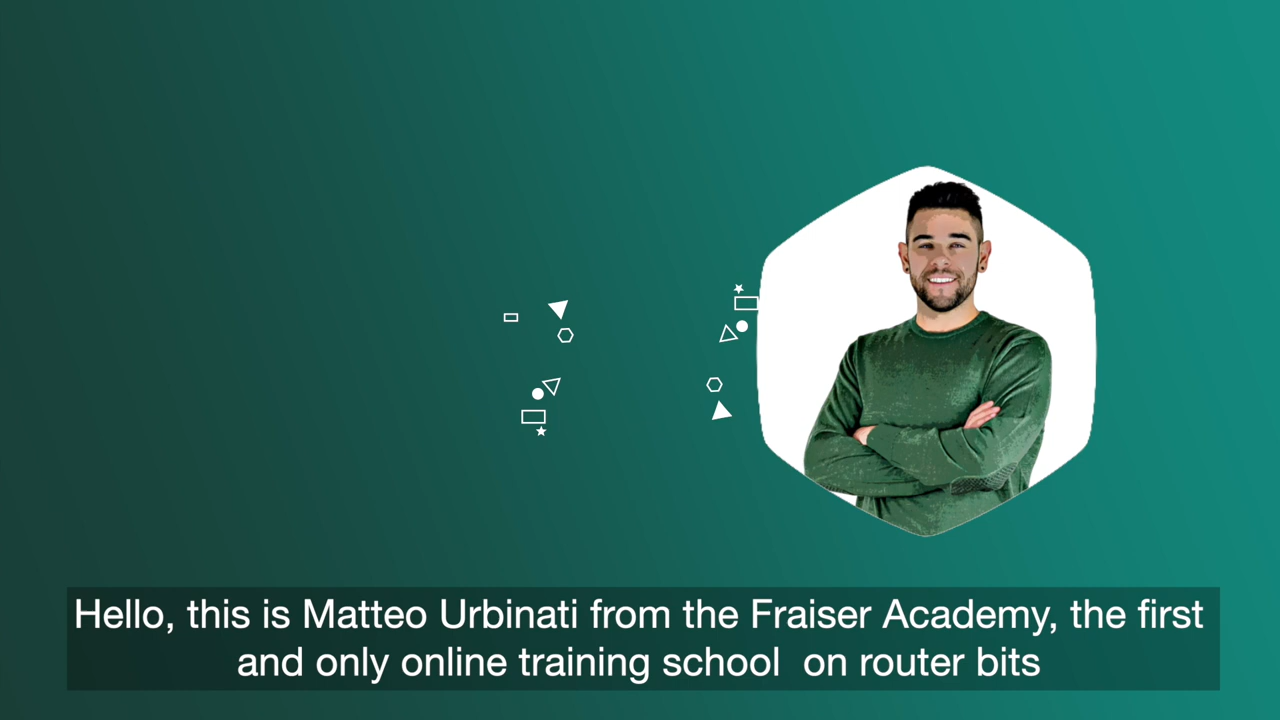 Hello, this is Matteo Urbinati from the Fraiser Academy, the first
and only online training school  on router bits